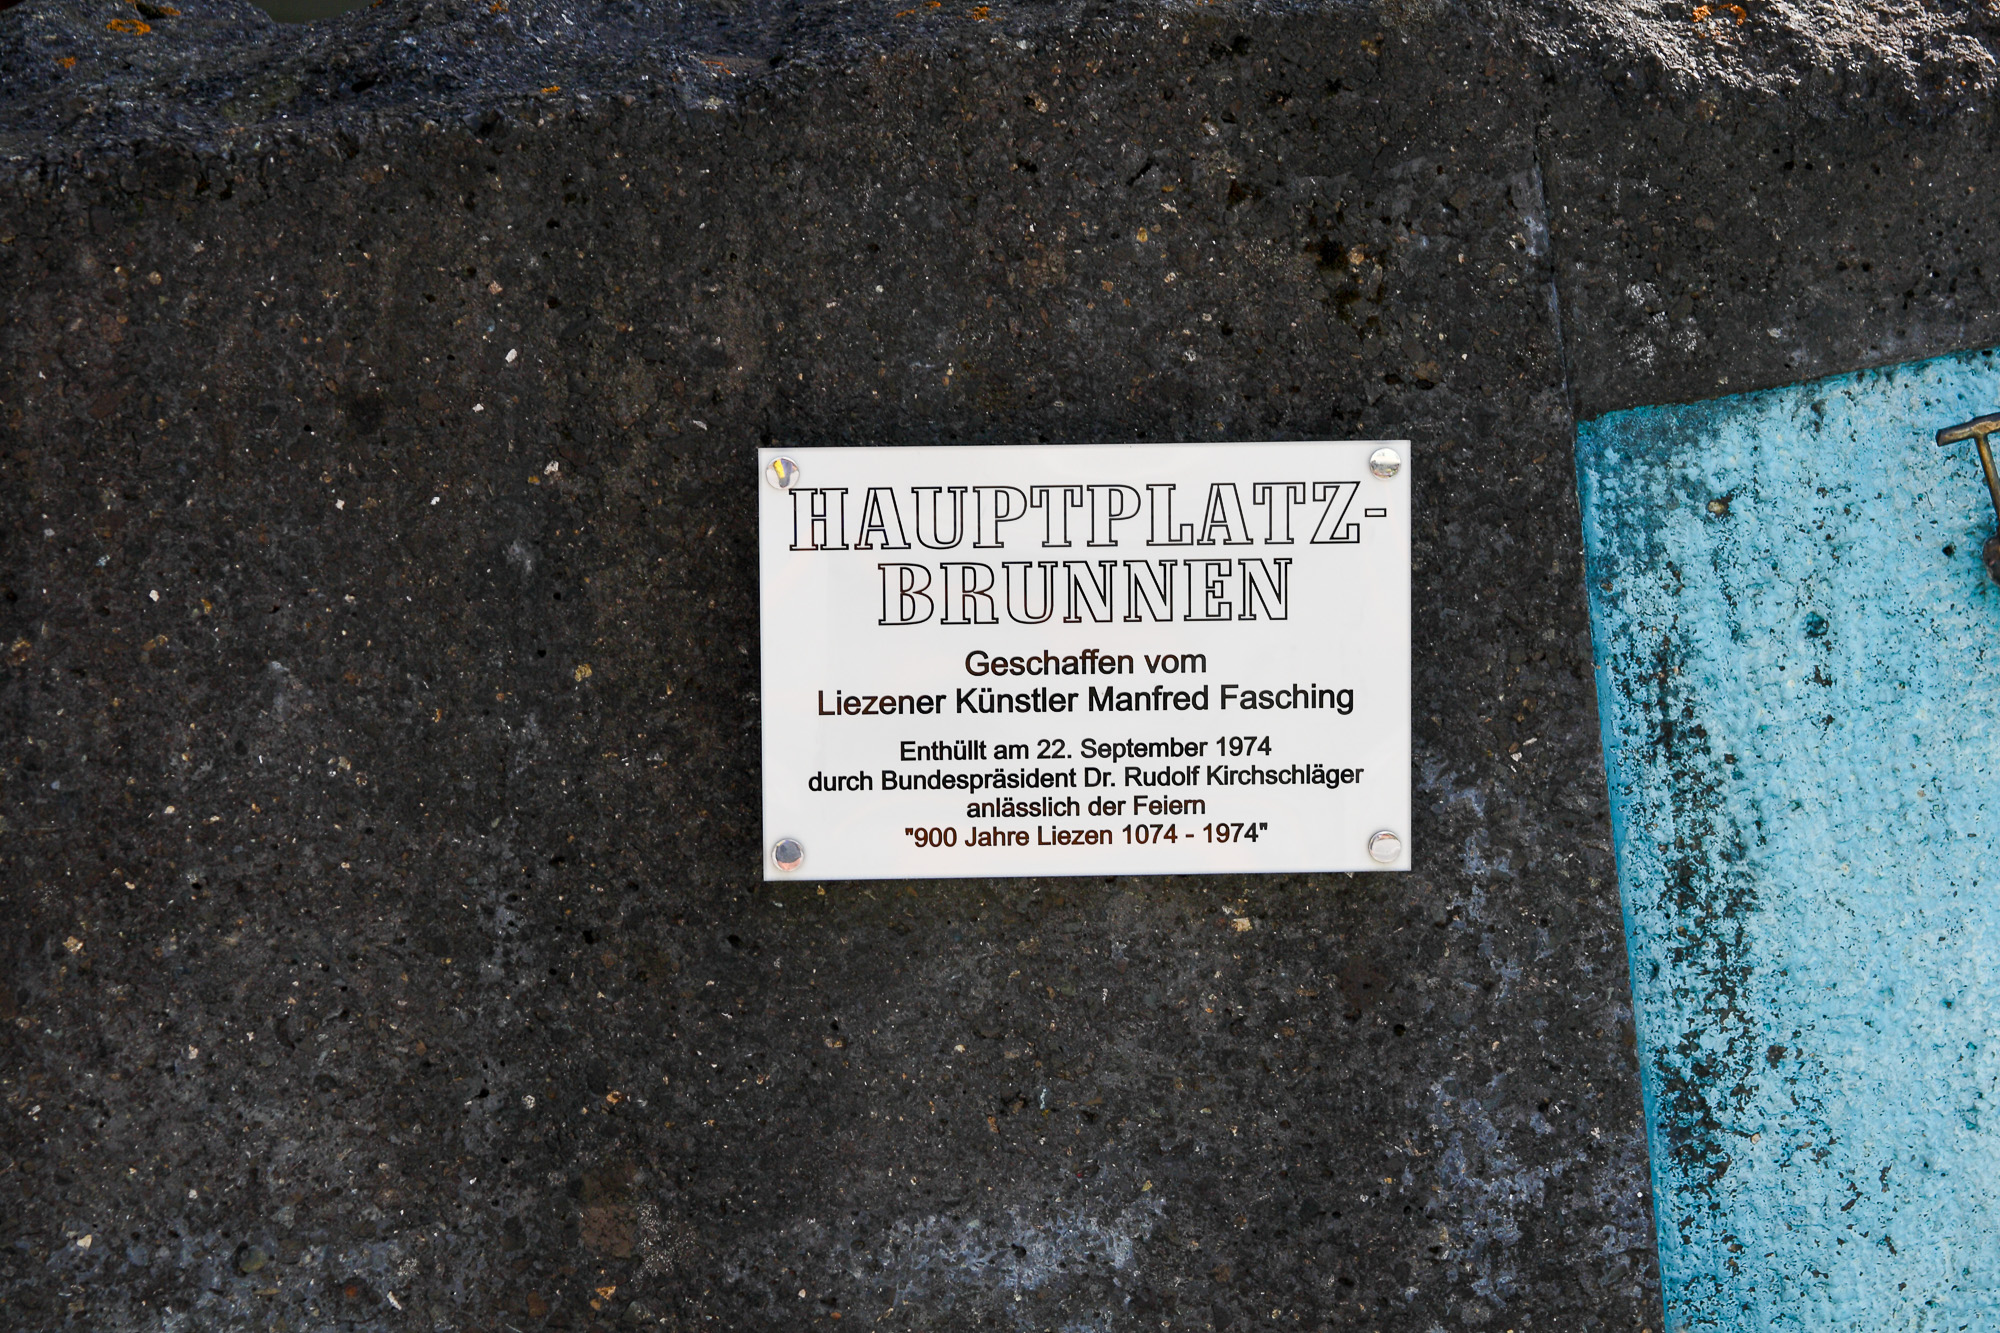 HAUPTPLATZ-
BRUNNEN
Geschaffen vom
Liezener Künstler Manfred Fasching
Enthüllt am 22. September 1974
durch Bundespräsident Dr. Rudolf Kirchschläger
anlässlich der Feiern
"900 Jahre Liezen 1074 - 1974"